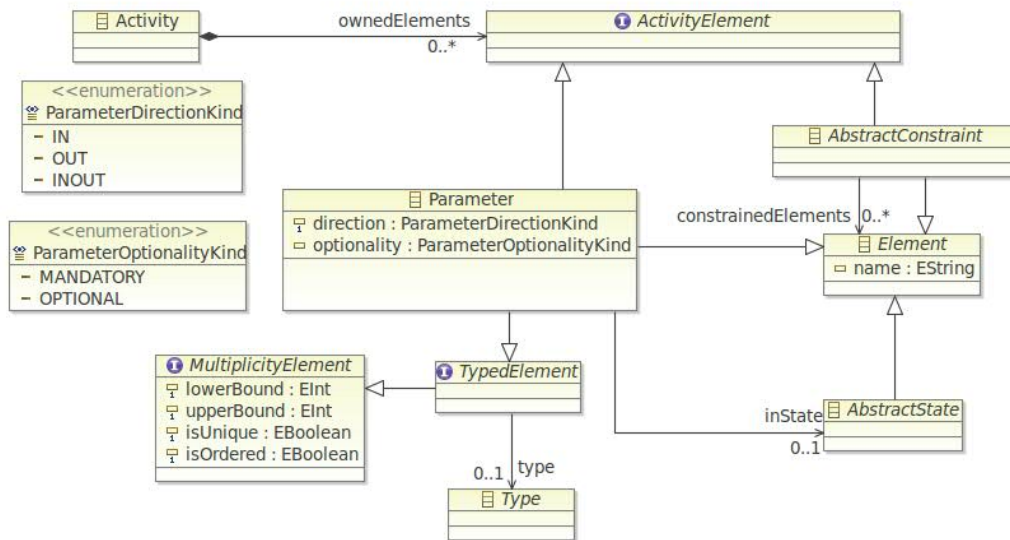 Activity
ownedElements
0..*
ActivityElement
<<enumeration>>
ParameterDirectionKind
IN
OUT
INOUT
AbstractConstraint
Parameter
direction : ParameterDirectionKind
optionality : ParameterOptionalityKind
constrainedElements
0..*
<<enumeration>>
ParameterOptionalityKind
MANDATORY
OPTIONAL
Element
name : EString
MultiplicityElement
lowerBound : EInt
upperBound : EInt
isUnique : EBoolean
isOrdered : EBoolean
TypedElement
inState
0..1
AbstractState
0..1
type
Type